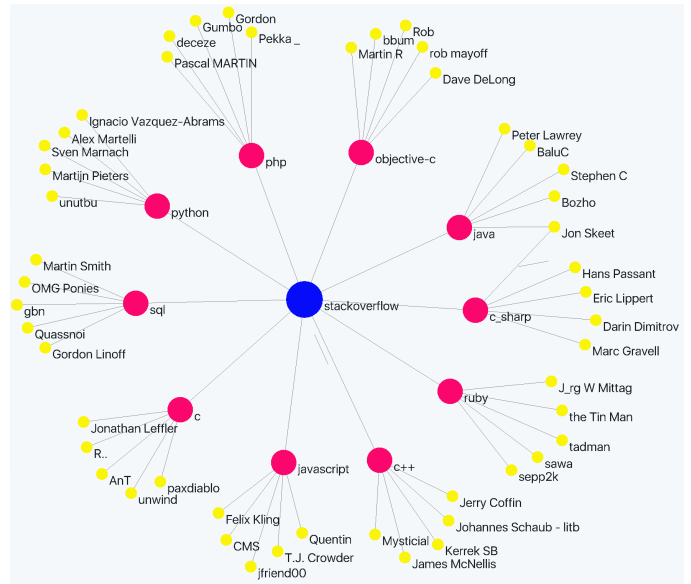 Gordon
Gumbo
Pekka _
deceze
Pascal MARTIN
php
Rob
bbum
rob mayoff
Martin R
Dave DeLong
objective-c
Ignacio Vazquez-Abrams
Alex Martelli
Sven Marnach
Martijn Pieters
unutbu
python
Peter Lawrey
BaluC
Stephen C
Bozho
Jon Skeet
java
Martin Smith
OMG Ponies
gbn
Quassnoi
Gordon Linoff
sql
stackoverflow
Hans Passant
Eric Lippert
Darin Dimitrov
Marc Gravell
c_sharp
Jonathan Leffler
R..
AnT
unwind
paxdiablo
c
J_rg W Mittag
the Tin Man
tadman
sawa
sepp2k
ruby
javascript
Felix Kling
CMS
jfriend00
T.J. Crowder
Quentin
c++
Jerry Coffin
Johannes Schaub - litb
Mysticial
Kerrek SB
James McNellis